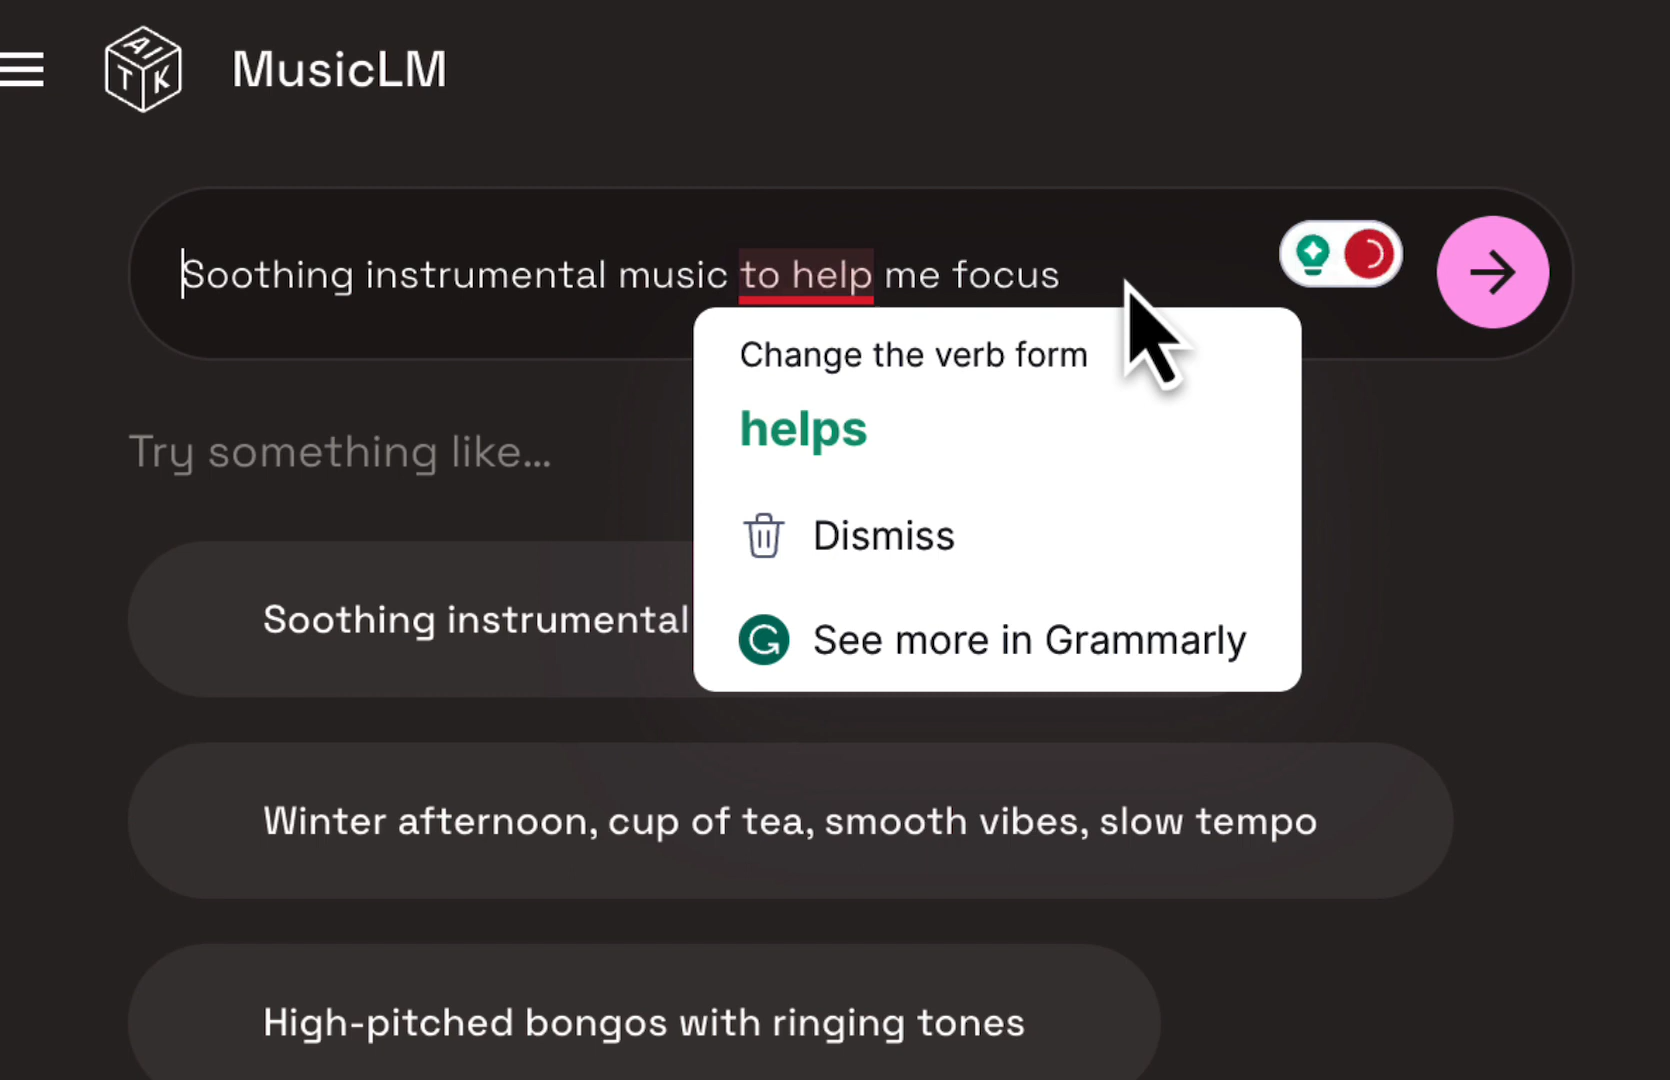 AI
T K
MusicLM
Soothing instrumental music to help me focus
Change the verb form
helps
Dismiss
See more in Grammarly
Try something like...
Soothing instrumental
Winter afternoon, cup of tea, smooth vibes, slow tempo
High-pitched bongos with ringing tones